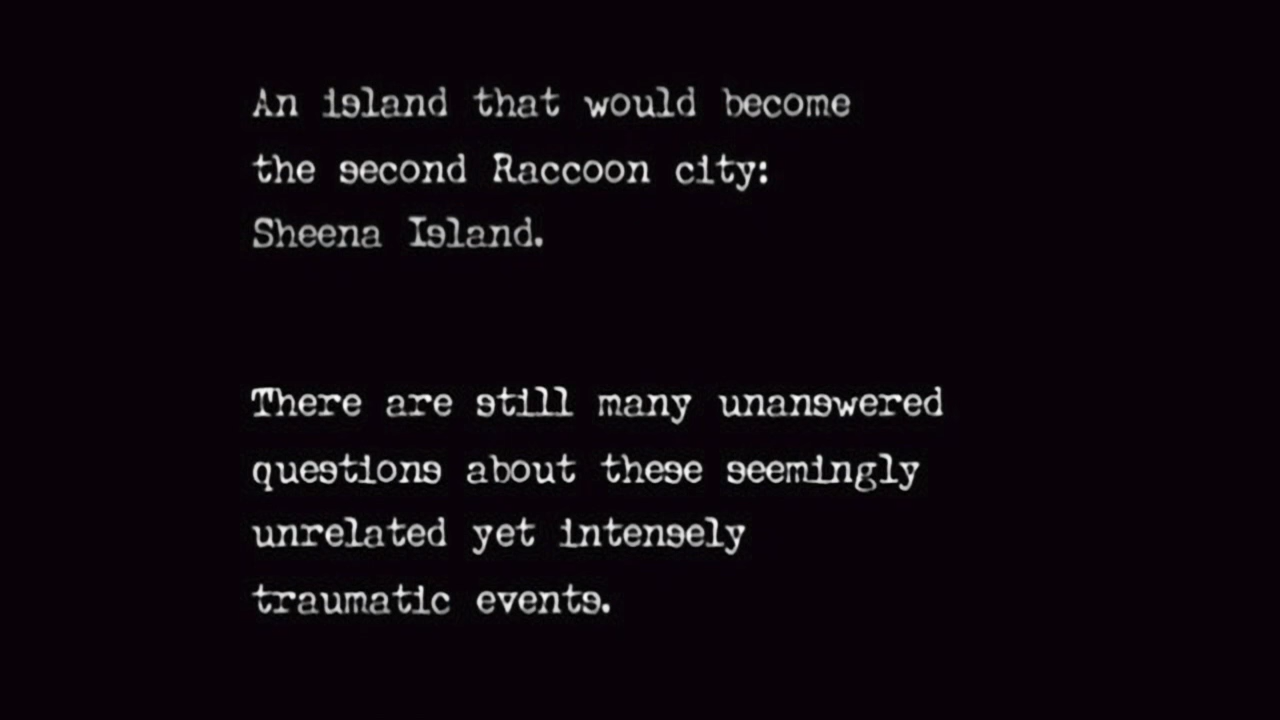 An island that would become
the second Raccoon city:
Sheena Island.
There are still many unanswered
questions about these seemingly
unrelated yet intensely
traumatic events.